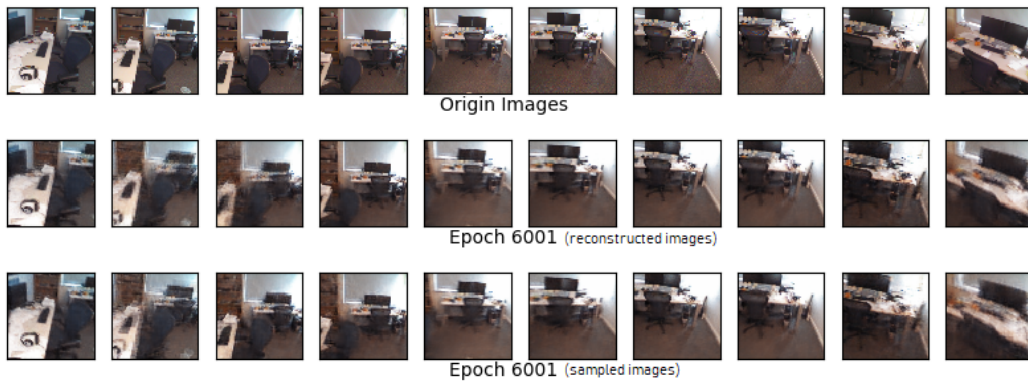 Origin Images
Epoch 6001 (reconstructed images)
Epoch 6001 (sampled images)